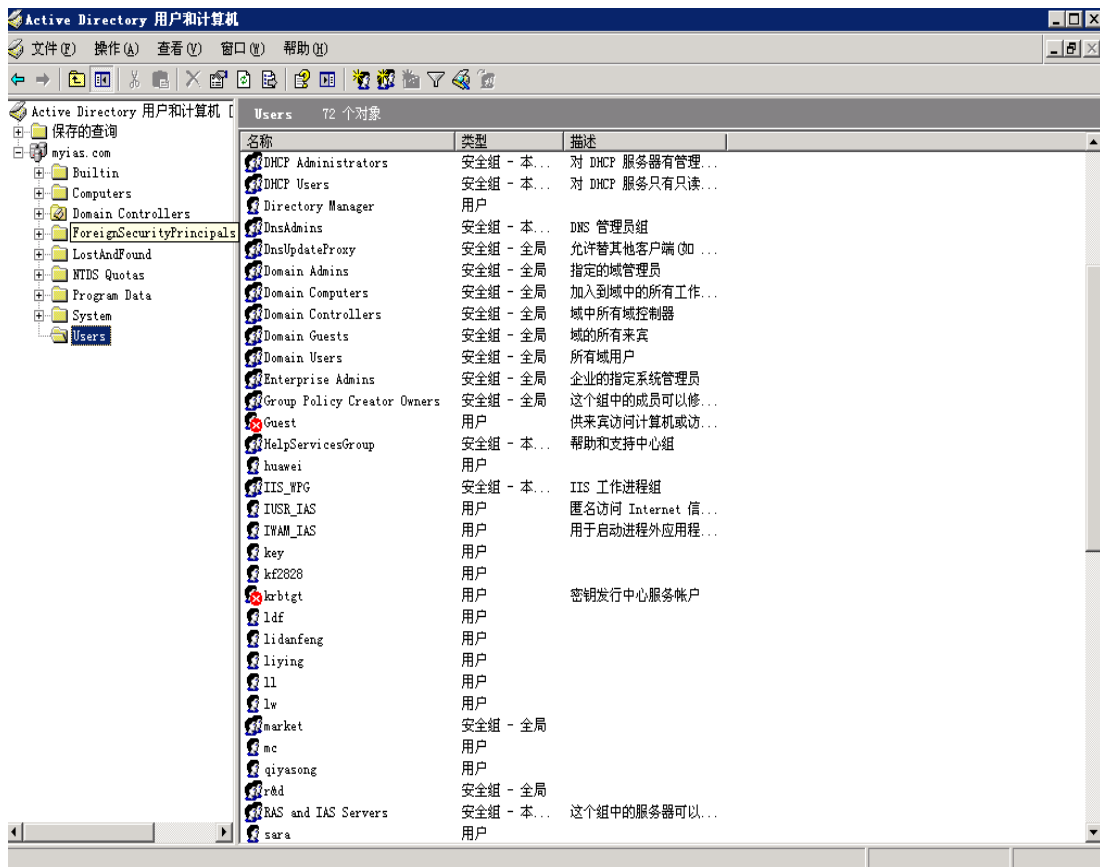 Active Directory 用户和计算机
文件(F) 操作(A) 查看(V) 窗口(W) 帮助(H)
Active Directory 用户和计算机 [
保存的查询
myias.com
Builtin
Computers
Domain Controllers
ForeignSecurityPrincipals
LostAndFound
NTDS Quotas
Program Data
System
Users
Users 72 个对象
名称 类型 描述
DHCP Administrators 安全组 - 本... 对 DHCP 服务器有管理...
DHCP Users 安全组 - 本... 对 DHCP 服务只有只读...
Directory Manager 用户
DnsAdmins 安全组 - 本... DNS 管理员组
DnsUpdateProxy 安全组 - 全局 允许替其他客户端(如 ...
Domain Admins 安全组 - 全局 指定的域管理员
Domain Computers 安全组 - 全局 加入到域中的所有工作...
Domain Controllers 安全组 - 全局 域中所有域控制器
Domain Guests 安全组 - 全局 域的所有来宾
Domain Users 安全组 - 全局 所有域用户
Enterprise Admins 安全组 - 全局 企业的指定系统管理员
Group Policy Creator Owners 安全组 - 全局 这个组中的成员可以修...
Guest 用户 供来宾访问计算机或访...
HelpServicesGroup 安全组 - 本... 帮助和支持中心组
huawei 用户
IIS_WPG 安全组 - 本... IIS 工作进程组
IUSR_IAS 用户 匿名访问 Internet 信...
IWAM_IAS 用户 用于启动进程外应用程...
key 用户
kf2828 用户
krbtgt 用户 密钥发行中心服务帐户
ldf 用户
lidanfeng 用户
liying 用户
ll 用户
lw 用户
market 安全组 - 全局
mc 用户
qiyasong 用户
r&d 安全组 - 全局
RAS and IAS Servers 安全组 - 本... 这个组中的服务器可以...
sara 用户